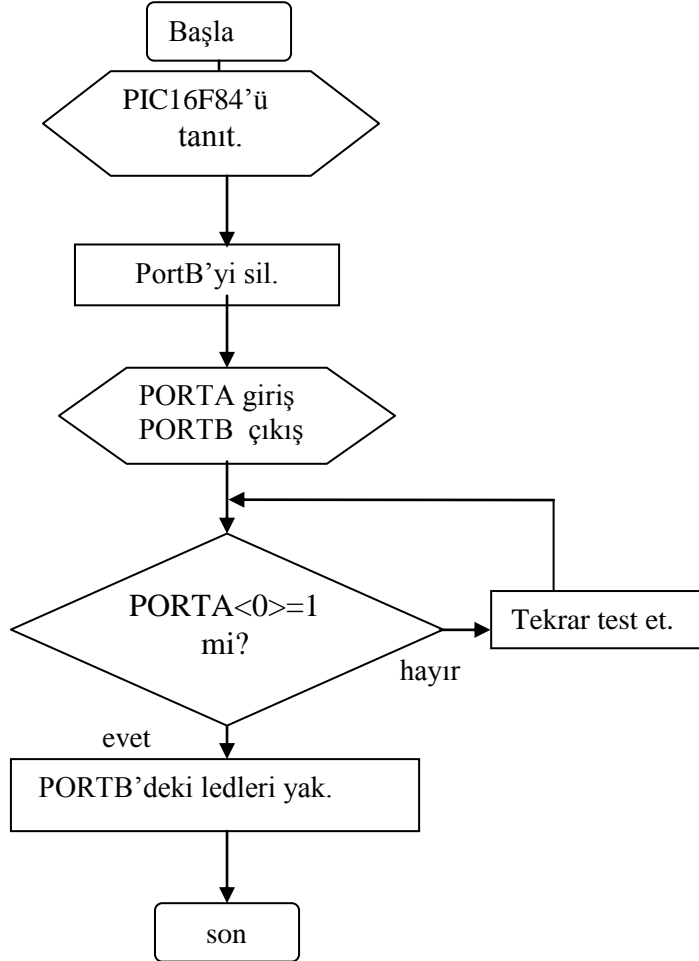 Başla
PIC16F84’ü
tanıt.
PortB’yi sil.
PORTA giriş
PORTB çıkış
PORTA<0>=1
mi?
Tekrar test et.
hayır
evet
PORTB’deki ledleri yak.
son